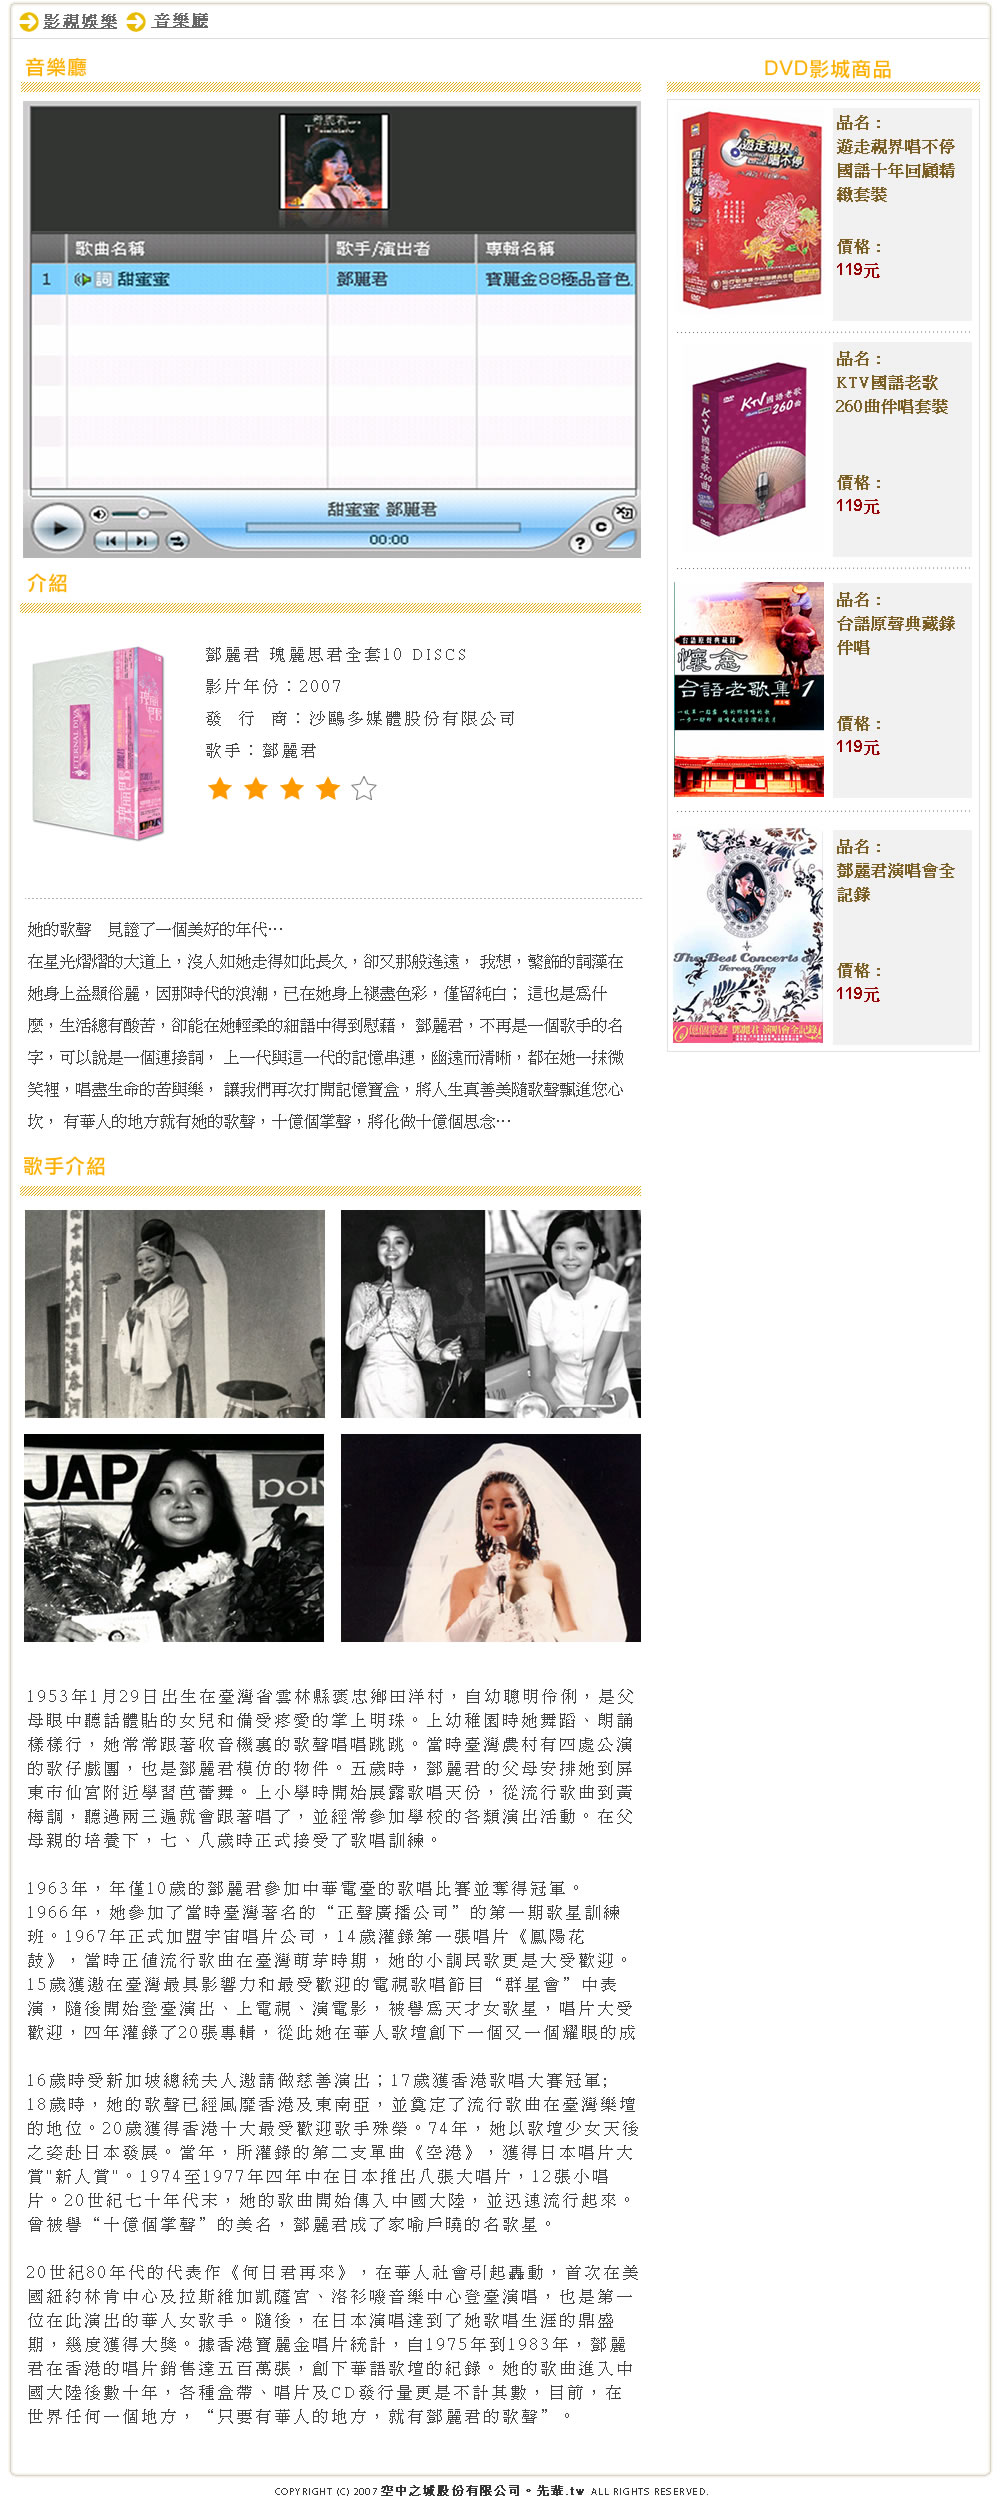 影視娛樂 音樂廳
音樂廳
歌曲名稱 歌手/演出者 專輯名稱
1 詞 甜蜜蜜 鄧麗君 寶麗金88極品音色
甜蜜蜜 鄧麗君
00:00
介紹
鄧麗君 瑰麗思君全套10 DISCS
影片年份：2007
發 行 商：沙鷗多媒體股份有限公司
歌手：鄧麗君
她的歌聲 見證了一個美好的年代…
在星光熠熠的大道上，沒人如她走得如此長久，卻又那般遙遠， 我想，繁飾的詞藻在
她身上益顯俗麗，因那時代的浪潮，已在她身上褪盡色彩，僅留純白； 這也是為什
麼，生活總有酸苦，卻能在她輕柔的細語中得到慰藉， 鄧麗君，不再是一個歌手的名
字，可以說是一個連接詞， 上一代與這一代的記憶串連，幽遠而清晰，都在她一抹微
笑裡，唱盡生命的苦與樂， 讓我們再次打開記憶寶盒，將人生真善美隨歌聲飄進您心
坎， 有華人的地方就有她的歌聲，十億個掌聲，將化做十億個思念…
歌手介紹
JAPA
poly
1953年1月29日出生在臺灣省雲林縣褒忠鄉田洋村，自幼聰明伶俐，是父
母眼中聽話體貼的女兒和備受疼愛的掌上明珠。上幼稚園時她舞蹈、朗誦
樣樣行，她常常跟著收音機裏的歌聲唱唱跳跳。當時臺灣農村有四處公演
的歌仔戲團，也是鄧麗君模仿的物件。五歲時，鄧麗君的父母安排她到屏
東市仙宮附近學習芭蕾舞。上小學時開始展露歌唱天份，從流行歌曲到黃
梅調，聽過兩三遍就會跟著唱了，並經常參加學校的各類演出活動。在父
母親的培養下，七、八歲時正式接受了歌唱訓練。
1963年，年僅10歲的鄧麗君參加中華電臺的歌唱比賽並奪得冠軍。
1966年，她參加了當時臺灣著名的“正聲廣播公司”的第一期歌星訓練
班。1967年正式加盟宇宙唱片公司，14歲灌錄第一張唱片《鳳陽花
鼓》，當時正值流行歌曲在臺灣萌芽時期，她的小調民歌更是大受歡迎。
15歲獲邀在臺灣最具影響力和最受歡迎的電視歌唱節目“群星會”中表
演，隨後開始登臺演出、上電視、演電影，被譽為天才女歌星，唱片大受
歡迎，四年灌錄了20張專輯，從此她在華人歌壇創下一個又一個耀眼的成
16歲時受新加坡總統夫人邀請做慈善演出；17歲獲香港歌唱大賽冠軍;
18歲時，她的歌聲已經風靡香港及東南亞，並奠定了流行歌曲在臺灣樂壇
的地位。20歲獲得香港十大最受歡迎歌手殊榮。74年，她以歌壇少女天後
之姿赴日本發展。當年，所灌錄的第二支單曲《空港》，獲得日本唱片大
賞"新人賞"。1974至1977年四年中在日本推出八張大唱片，12張小唱
片。20世紀七十年代末，她的歌曲開始傳入中國大陸，並迅速流行起來。
曾被譽“十億個掌聲”的美名，鄧麗君成了家喻戶曉的名歌星。
20世紀80年代的代表作《何日君再來》，在華人社會引起轟動，首次在美
國紐約林肯中心及拉斯維加凱薩宮、洛衫磯音樂中心登臺演唱，也是第一
位在此演出的華人女歌手。隨後，在日本演唱達到了她歌唱生涯的鼎盛
期，幾度獲得大獎。據香港寶麗金唱片統計，自1975年到1983年，鄧麗
君在香港的唱片銷售達五百萬張，創下華語歌壇的紀錄。她的歌曲進入中
國大陸後數十年，各種盒帶、唱片及CD發行量更是不計其數，目前，在
世界任何一個地方，“只要有華人的地方，就有鄧麗君的歌聲”。
DVD影城商品
遊走視界
唱不停
品名：
遊走視界唱不停
國語十年回顧精
緻套裝
價格：
119元
KTV 國語老歌
260曲
品名：
KTV國語老歌
260曲伴唱套裝
價格：
119元
台語原聲典藏錄
懷念
台語老歌集 1
品名：
台語原聲典藏錄
伴唱
價格：
119元
The Best Concerts of
Teresa Teng
億個掌聲 鄧麗君 演唱會全記錄
品名：
鄧麗君演唱會全
記錄
價格：
119元
COPYRIGHT (C) 2007 空中之城股份有限公司。先輩.tw ALL RIGHTS RESERVED.